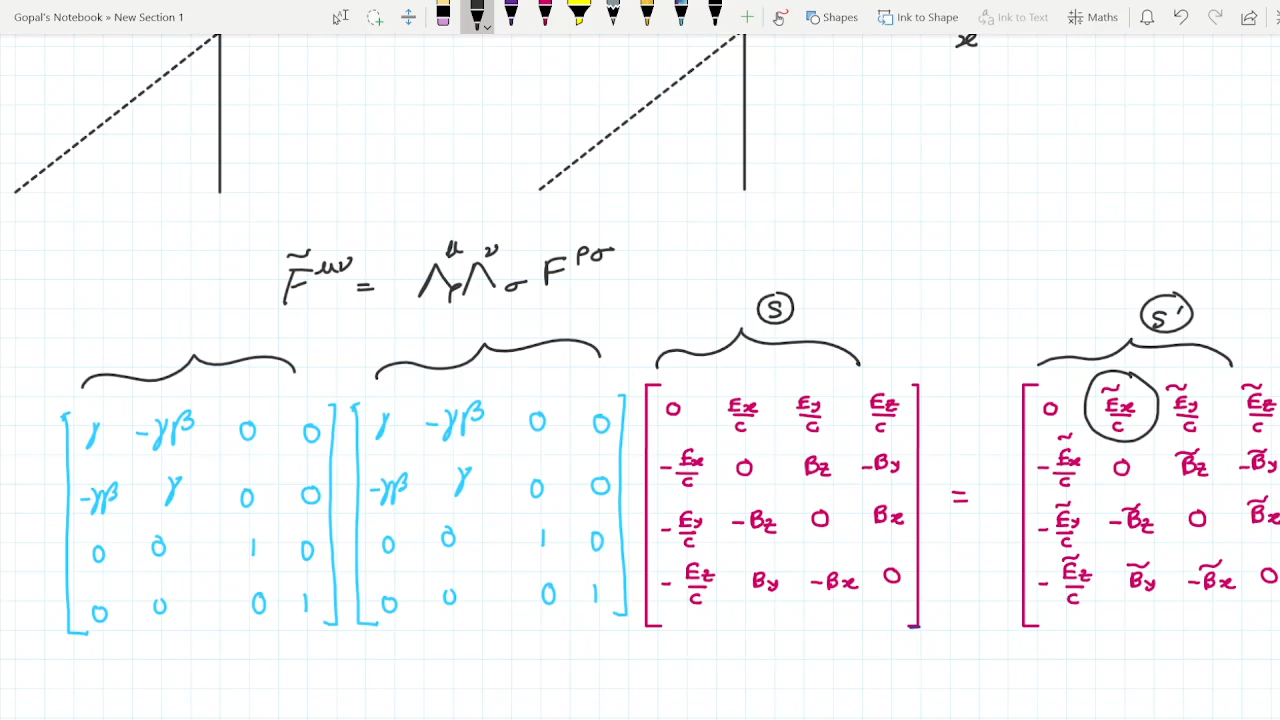 Gopal's Notebook » New Section 1
Shapes Ink to Shape Ink to Text Maths
x
F̃^μν = Λ^μ_ρ Λ^ν_σ F^ρσ
S S'
[ γ -γβ 0 0 ] [ γ -γβ 0 0 ] [ 0 Ex/c Ey/c Ez/c ] [ 0 Ẽx/c Ẽy/c Ẽz/c
[ -γβ γ 0 0 ] [ -γβ γ 0 0 ] [ -Ex/c 0 Bz -By ] = [ -Ẽx/c 0 B̃z -B̃y
[ 0 0 1 0 ] [ 0 0 1 0 ] [ -Ey/c -Bz 0 Bx ] [ -Ẽy/c -B̃z 0 B̃x
[ 0 0 0 1 ] [ 0 0 0 1 ] [ -Ez/c By -Bx 0 ] [ -Ẽz/c B̃y -B̃x 0